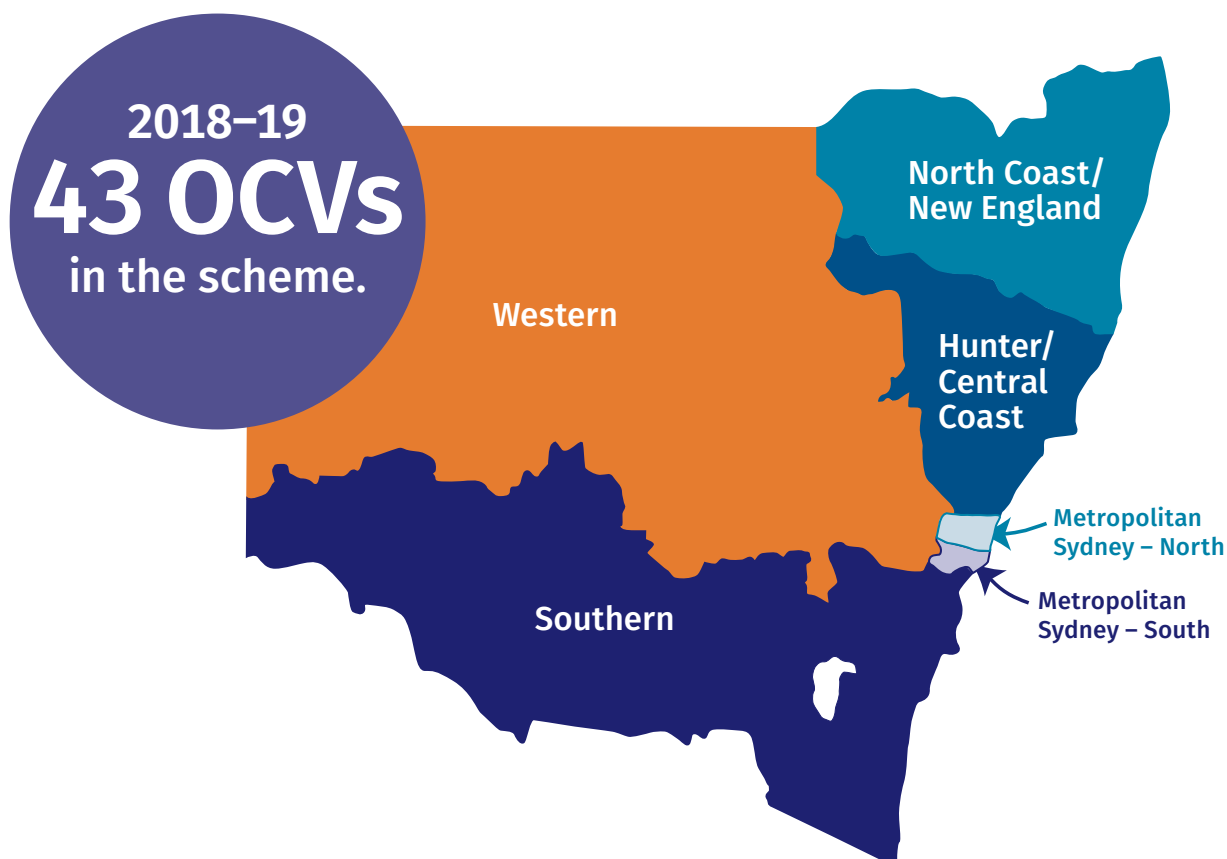 2018–19
43 OCVs
in the scheme.
North Coast/
New England
Western
Hunter/
Central
Coast
Metropolitan
Sydney – North
Metropolitan
Sydney – South
Southern